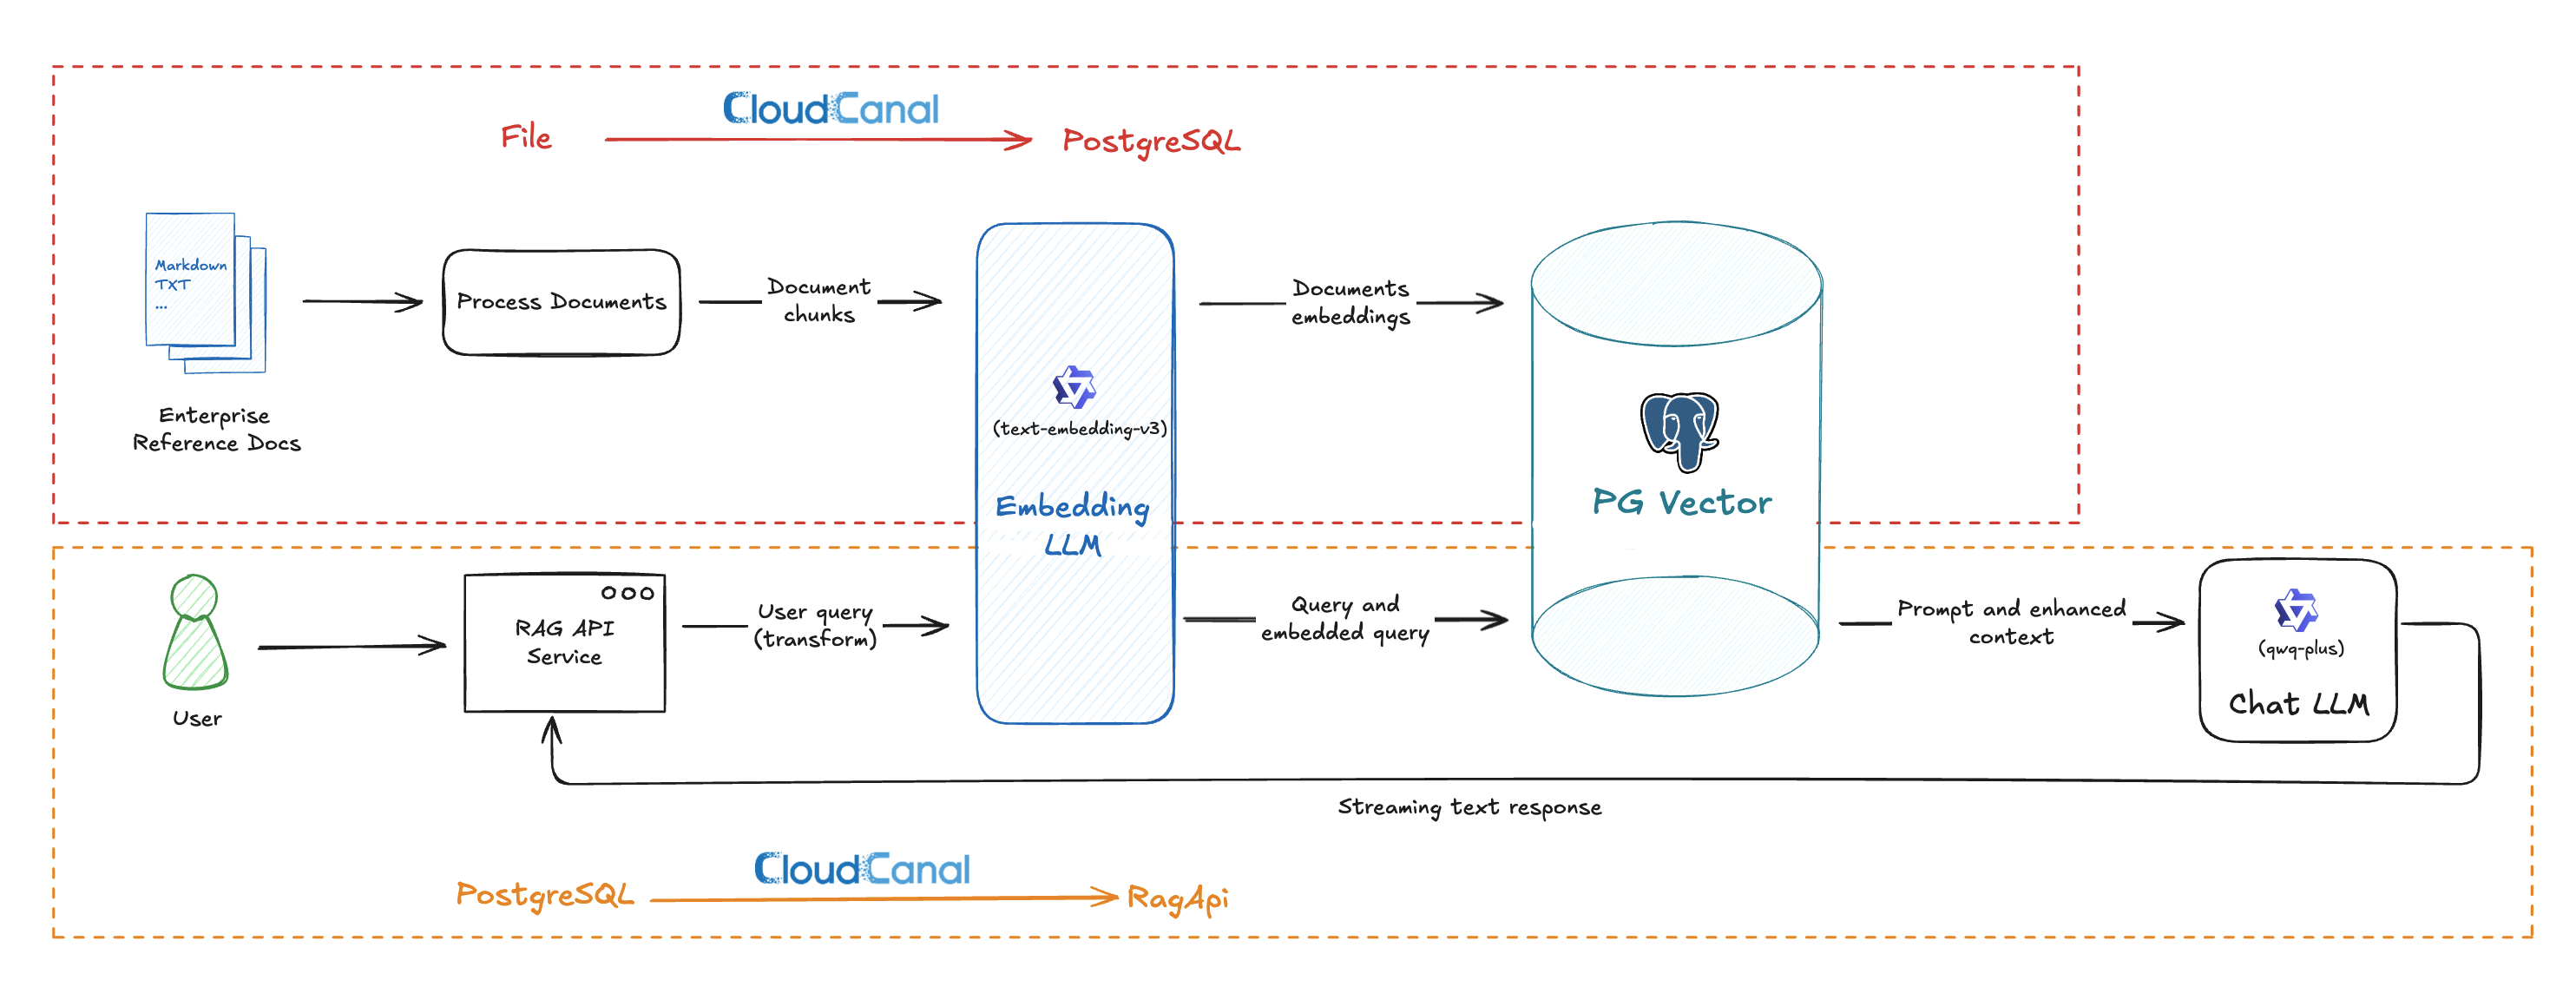 CloudCanal
File
PostgreSQL
Markdown
TXT
...
Enterprise
Reference Docs
Process Documents
Document
chunks
(text-embedding-v3)
Embedding
LLM
Documents
embeddings
PG Vector
User
RAG API
Service
User query
(transform)
Query and
embedded query
Prompt and enhanced
context
(qwq-plus)
Chat LLM
Streaming text response
CloudCanal
PostgreSQL
RagApi